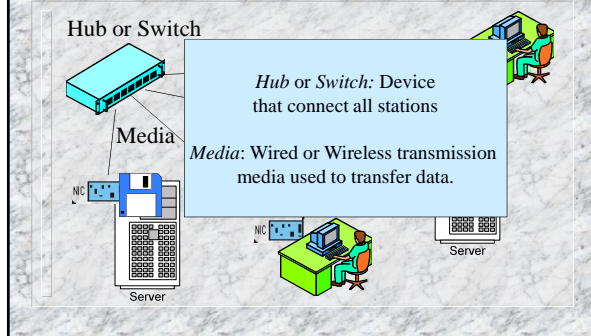 Hub or Switch
Hub or Switch: Device
that connect all stations
Media
Media: Wired or Wireless transmission
media used to transfer data.
NIC
NIC
Server
Server